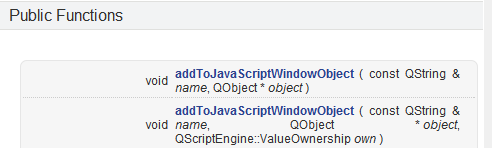 Public Functions
void addToJavaScriptWindowObject ( const QString &
name, QObject * object )
void addToJavaScriptWindowObject ( const QString &
name, QObject * object,
QScriptEngine::ValueOwnership own )